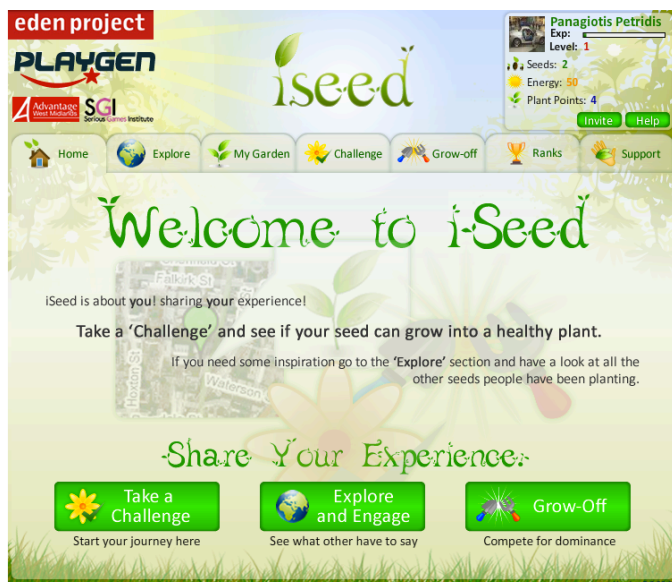 eden project
PLAYGEN
Advantage
West Midlands
SGI
Serious Games Institute
iseed
Panagiotis Petridis
Exp:
Level: 1
Seeds: 2
Energy: 50
Plant Points: 4
Invite
Help
Home
Explore
My Garden
Challenge
Grow-off
Ranks
Support
Welcome to i-Seed
Falkirk St
iSeed is about you! sharing your experience!
Take a 'Challenge' and see if your seed can grow into a healthy plant.
If you need some inspiration go to the 'Explore' section and have a look at all the
other seeds people have been planting.
Hoxton St
Waterson
Share Your Experience:
Take a
Challenge
Explore
and Engage
Grow-Off
Start your journey here
See what other have to say
Compete for dominance